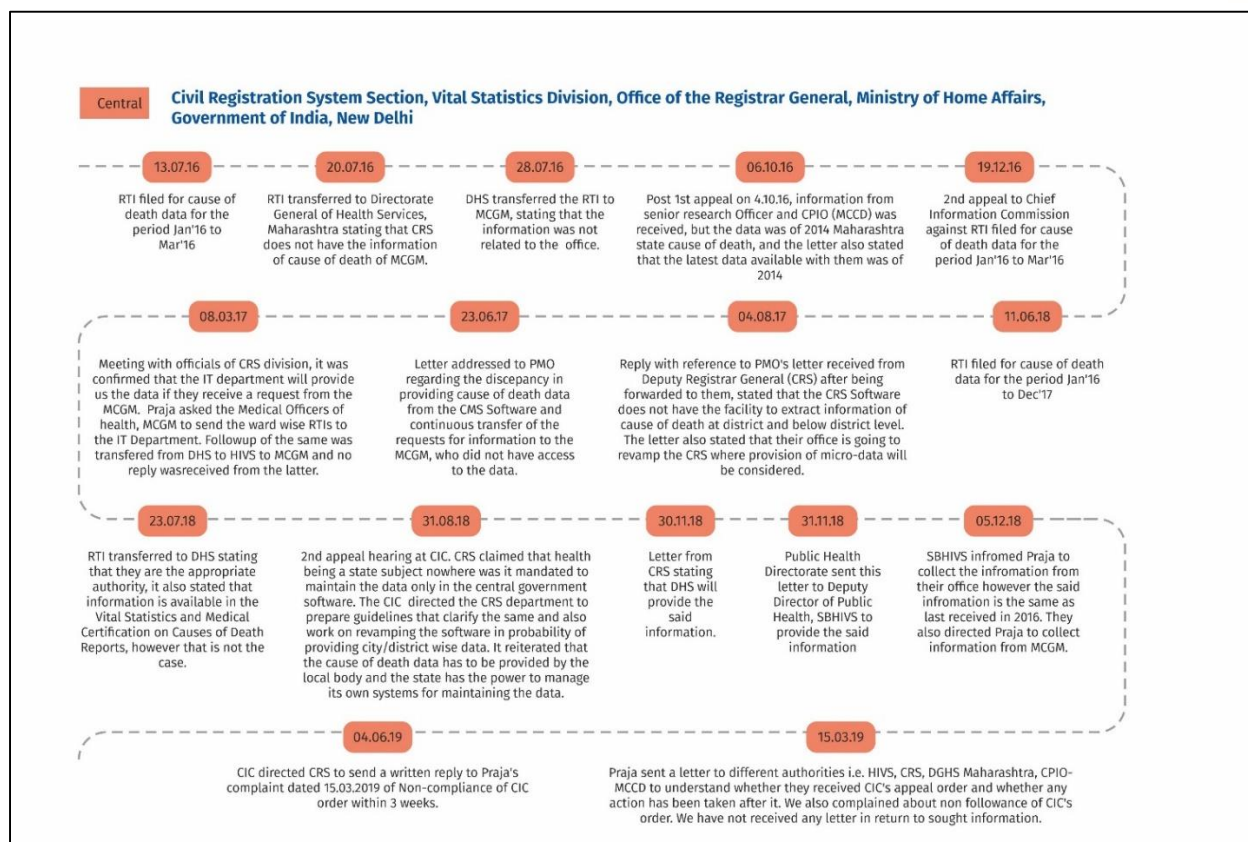 Central
Civil Registration System Section, Vital Statistics Division, Office of the Registrar General, Ministry of Home Affairs,
Government of India, New Delhi
13.07.16
RTI filed for cause of
death data for the
period Jan'16 to
Mar'16
20.07.16
RTI transferred to Directorate
General of Health Services,
Maharashtra stating that CRS
does not have the information
of cause of death of MCGM.
28.07.16
DHS transferred the RTI to
MCGM, stating that the
information was not
related to the office.
06.10.16
Post 1st appeal on 4.10.16, information from
senior research Officer and CPIO (MCCD) was
received, but the data was of 2014 Maharashtra
state cause of death, and the letter also stated
that the latest data available with them was of
2014
19.12.16
2nd appeal to Chief
Information Commission
against RTI filed for cause
of death data for the
period Jan'16 to Mar'16
08.03.17
Meeting with officials of CRS division, it was
confirmed that the IT department will provide
us the data if they receive a request from the
MCGM. Praja asked the Medical Officers of
health, MCGM to send the ward wise RTIs to
the IT Department. Followup of the same was
transferred from DHS to HIVS to MCGM and no
reply wasreceived from the latter.
23.06.17
Letter addressed to PMO
regarding the discepancy in
providing cause of death data
from the CMS Software and
continuous transfer of the
requests for information to the
MCGM, who did not have
access to the data.
04.08.17
Reply with reference to PMO's letter received from
Deputy Registrar General (CRS) after being
forwarded to them, stated that the CRS Software
does not have the facility to extract information of
cause of death at district and below district level.
The letter also stated that their office is going to
revamp the CRS where provision of micro-data will
be considered.
11.06.18
RTI filed for cause of death
data for the period Jan'16
to Dec'17
23.07.18
RTI transferred to DHS stating
that they are the appropriate
authority, it also stated that
information is available in the
Vital Statistics and Medical
Certification on Causes of Death
Reports, however that is not the
case.
31.08.18
2nd appeal hearing at CIC. CRS claimed that health
being a state subject nowhere was it mandated to
maintain the data only in the central government
software. The CIC directed the CRS department to
prepare guidelines that clarify the same and also
work on revamping the software in probability of
providing city/district wise data. It reiterated that
the cause of death data has to be provided by the
local body and the state has the power to manage
its own systems for maintaining the data.
30.11.18
Letter from
CRS stating
that DHS will
provide the
said
information.
31.11.18
Public Health
Directorate sent this
letter to Deputy
Director of Public
Health, SBHIVS to
provide the said
information
05.12.18
SBHIVS infromed Praja to
collect the infromation from
their office however the said
infromation is the same as
last received in 2016. They
also directed Praja to collect
information from MCGM.
04.06.19
CIC directed CRS to send a written reply to Praja's
complaint dated 15.03.2019 of Non-compliance of CIC
order within 3 weeks.
15.03.19
Praja sent a letter to different authorities i.e. HIVS, CRS, DGHS Maharashtra, CPIO-
MCCD to understand whether they received CIC's appeal order and whether any
action has been taken after it. We also complained about non followance of CIC's
order. We have not received any letter in return to sought information.